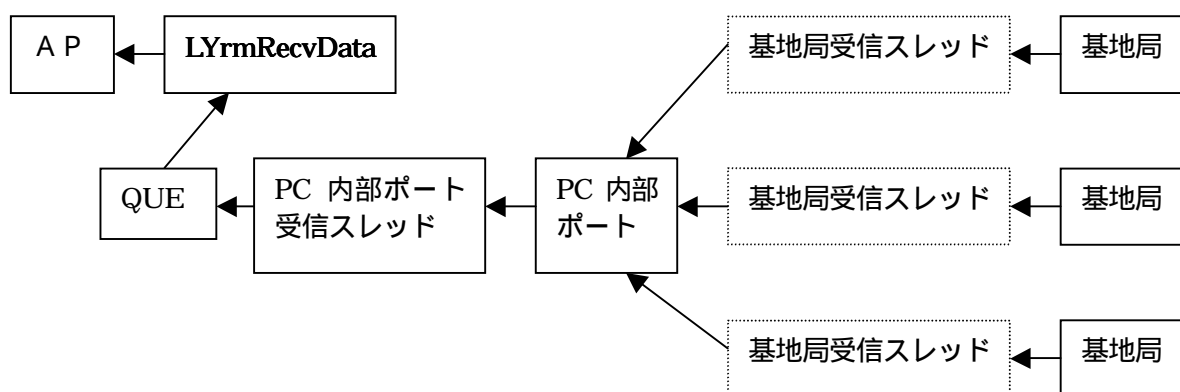 ＡＰ
LYrmRecvData
基地局受信スレッド
基地局
QUE
PC 内部ポート
受信スレッド
PC 内部
ポート
基地局受信スレッド
基地局
基地局受信スレッド
基地局